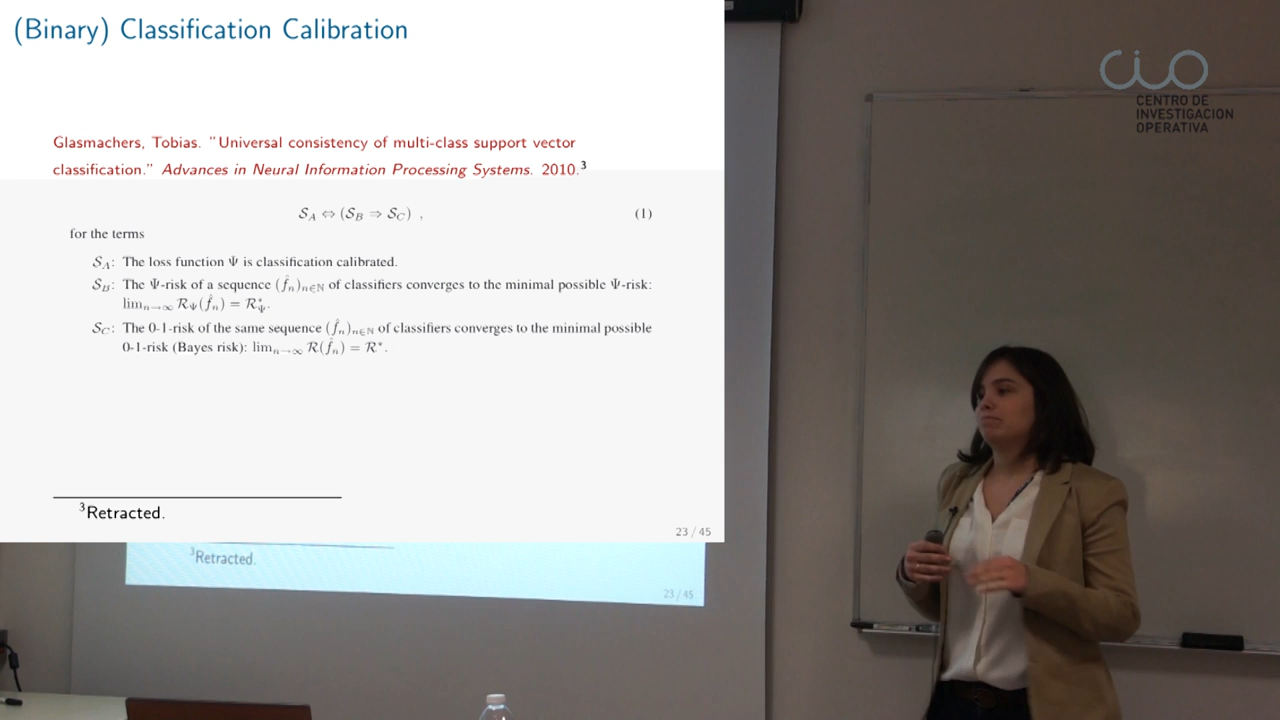 (Binary) Classification Calibration
Glasmachers, Tobias. "Universal consistency of multi-class support vector
classification." Advances in Neural Information Processing Systems. 2010.³
𝒮_A ⇔ (𝒮_B ⇒ 𝒮_C) , (1)
for the terms
𝒮_A: The loss function Ψ is classification calibrated.
𝒮_B: The Ψ-risk of a sequence (f̂_n)_{n∈ℕ} of classifiers converges to the minimal possible Ψ-risk:
lim_{n→∞} ℛ_Ψ(f̂_n) = ℛ*_Ψ.
𝒮_C: The 0-1-risk of the same sequence (f̂_n)_{n∈ℕ} of classifiers converges to the minimal possible
0-1-risk (Bayes risk): lim_{n→∞} ℛ(f̂_n) = ℛ*.
³Retracted.
23 / 45
³Retracted.
23 / 45
CIO
CENTRO DE
INVESTIGACION
OPERATIVA